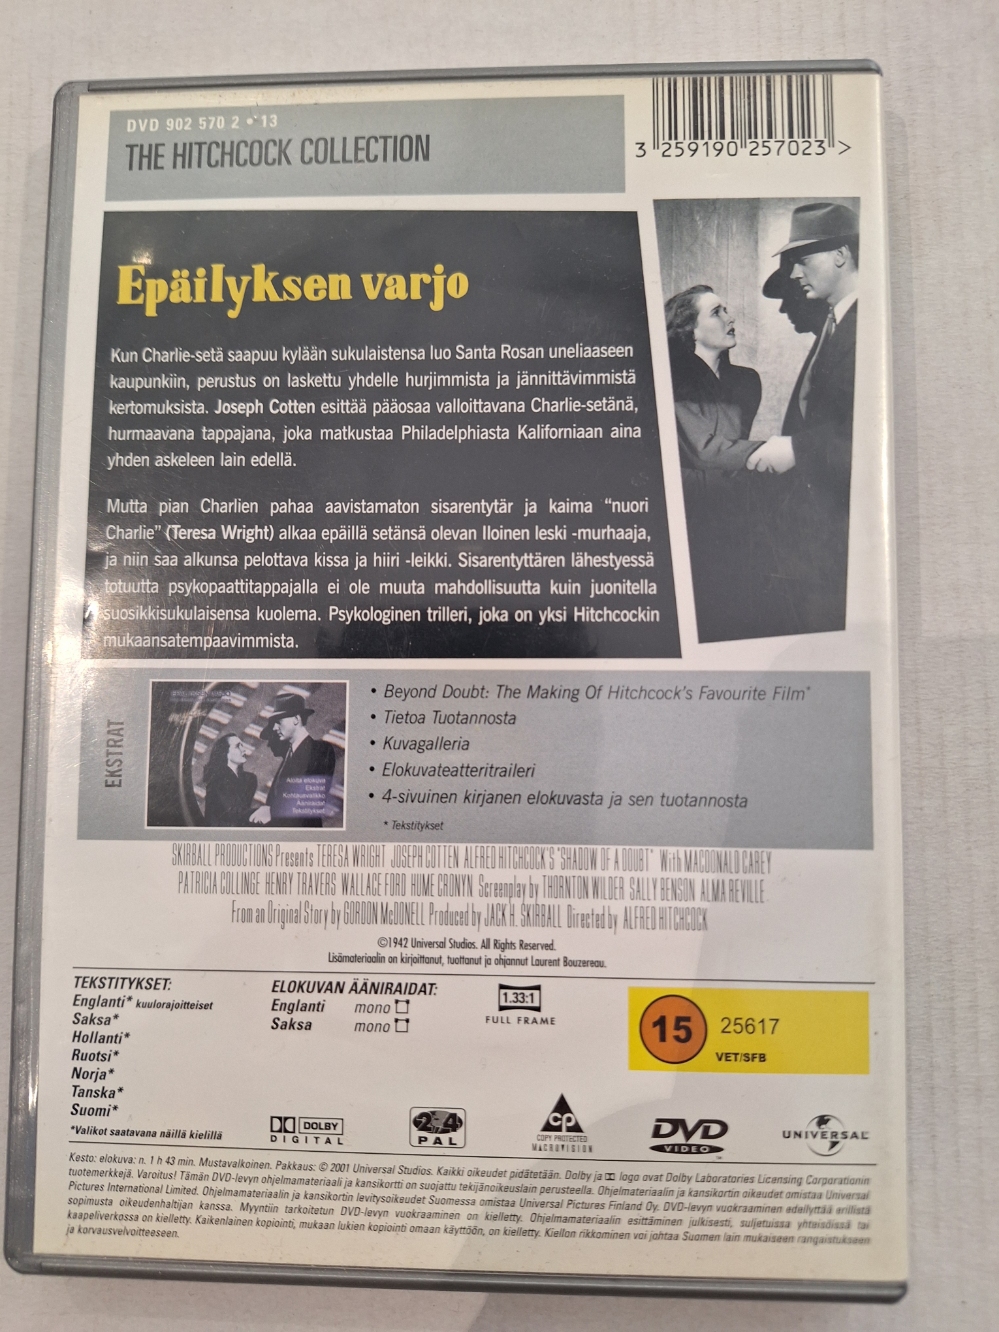 DVD 902 570 2 • 13
THE HITCHCOCK COLLECTION
3 259190 257023 >
Epäilyksen varjo
Kun Charlie-setä saapuu kylään sukulaistensa luo Santa Rosan uneliaaseen
kaupunkiin, perustus on laskettu yhdelle hurjimmista ja jännittävimmistä
kertomuksista. Joseph Cotten esittää pääosaa valloittavana Charlie-setänä,
hurmaavana tappajana, joka matkustaa Philadelphiasta Kaliforniaan aina
yhden askeleen lain edellä.
Mutta pian Charlien pahaa aavistamaton sisarentytär ja kaima "nuori
Charlie" (Teresa Wright) alkaa epäillä setänsä olevan Iloinen leski -murhaaja,
ja niin saa alkunsa pelottava kissa ja hiiri -leikki. Sisarentyttären lähestyessä
totuutta psykopaattitappajalla ei ole muuta mahdollisuutta kuin juonitella
suosikkisukulaisensa kuolema. Psykologinen trilleri, joka on yksi Hitchcockin
mukaansatempaavimmista.
EKSTRAT
Aloita elokuva
Ekstrat
Kohtausvalikko
Ääniraidat
Tekstitykset
• Beyond Doubt: The Making Of Hitchcock's Favourite Film*
• Tietoa Tuotannosta
• Kuvagalleria
• Elokuvateatteritraileri
• 4-sivuinen kirjanen elokuvasta ja sen tuotannosta
* Tekstitykset
SKIRBALL PRODUCTIONS Presents TERESA WRIGHT JOSEPH COTTEN ALFRED HITCHCOCK'S "SHADOW OF A DOUBT" With MACDONALD CAREY
PATRICIA COLLINGE HENRY TRAVERS WALLACE FORD HUME CRONYN Screenplay by THORNTON WILDER SALLY BENSON ALMA REVILLE
From an Original Story by GORDON McDONELL Produced by JACK H. SKIRBALL Directed by ALFRED HITCHCOCK
©1942 Universal Studios. All Rights Reserved.
Lisämateriaalin on kirjoittanut, tuottanut ja ohjannut Laurent Bouzereau.
TEKSTITYKSET:
Englanti* kuulorajoitteiset
Saksa*
Hollanti*
Ruotsi*
Norja*
Tanska*
Suomi*
*Valikot saatavana näillä kielillä
ELOKUVAN ÄÄNIRAIDAT:
Englanti mono
Saksa mono
1.33:1
FULL FRAME
15 25617
VET/SFB
DOLBY
DIGITAL
2-4
PAL
cp
COPY PROTECTED
MACROVISION
DVD
VIDEO
UNIVERSAL
Kesto: elokuva: n. 1 h 43 min. Mustavalkoinen. Pakkaus: © 2001 Universal Studios. Kaikki oikeudet pidätetään. Dolby ja logo ovat Dolby Laboratories Licensing Corporationin
tuotemerkkejä. Varoitus! Tämän DVD-levyn ohjelmamateriaali ja kansikortti on suojattu tekijänoikeuslain perusteella. Ohjelmamateriaalin ja kansikortin oikeudet omistaa Universal
Pictures International Limited. Ohjelmamateriaalin ja kansikortin levitysoikeudet Suomessa omistaa Universal Pictures Finland Oy. DVD-levyn vuokraaminen edellyttää erillistä
sopimusta oikeudenhaltijan kanssa. Myyntiin tarkoitetun DVD-levyn vuokraaminen on kielletty. Ohjelmamateriaalin esittäminen julkisesti, suljetuissa yhteisöissä tai
kaapeliverkossa on kielletty. Kaikenlainen kopiointi, mukaan lukien kopiointi omaan käyttöön, on kielletty. Kiellon rikkominen voi johtaa Suomen lain mukaiseen rangaistukseen
ja korvausvelvoitteeseen.